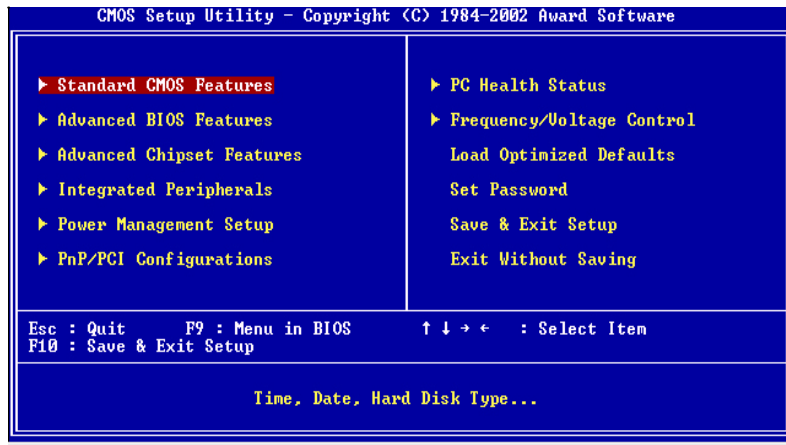 CMOS Setup Utility - Copyright (C) 1984-2002 Award Software
▶ Standard CMOS Features
▶ Advanced BIOS Features
▶ Advanced Chipset Features
▶ Integrated Peripherals
▶ Power Management Setup
▶ PnP/PCI Configurations
▶ PC Health Status
▶ Frequency/Voltage Control
Load Optimized Defaults
Set Password
Save & Exit Setup
Exit Without Saving
Esc : Quit F9 : Menu in BIOS ↑ ↓ → ← : Select Item
F10 : Save & Exit Setup
Time, Date, Hard Disk Type...